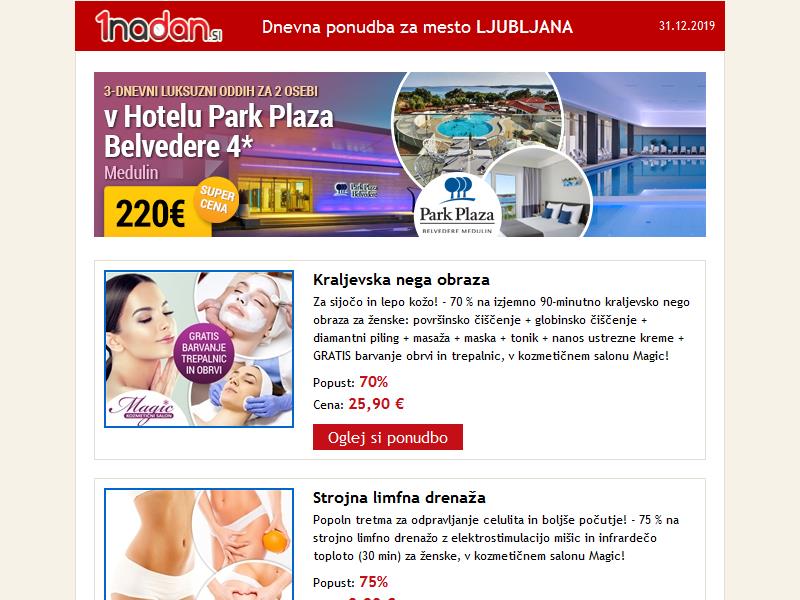 1nadan.si
Dnevna ponudba za mesto LJUBLJANA
31.12.2019
3-DNEVNI LUKSUZNI ODDIH ZA 2 OSEBI
v Hotelu Park Plaza
Belvedere 4*
Medulin
220€
SUPER
CENA
Park Plaza
Belvedere
Park Plaza
BELVEDERE MEDULIN
GRATIS
BARVANJE
TREPALNIC
IN OBRVI
Magic
KOZMETIČNI SALON
Kraljevska nega obraza
Za sijočo in lepo kožo! - 70 % na izjemno 90-minutno kraljevsko nego
obraza za ženske: površinsko čiščenje + globinsko čiščenje +
diamantni piling + masaža + maska + tonik + nanos ustrezne kreme +
GRATIS barvanje obrvi in trepalnic, v kozmetičnem salonu Magic!
Popust: 70%
Cena: 25,90 €
Oglej si ponudbo
Strojna limfna drenaža
Popoln tretma za odpravljanje celulita in boljše počutje! - 75 % na
strojno limfno drenažo z elektrostimulacijo mišic in infrardečo
toploto (30 min) za ženske, v kozmetičnem salonu Magic!
Popust: 75%